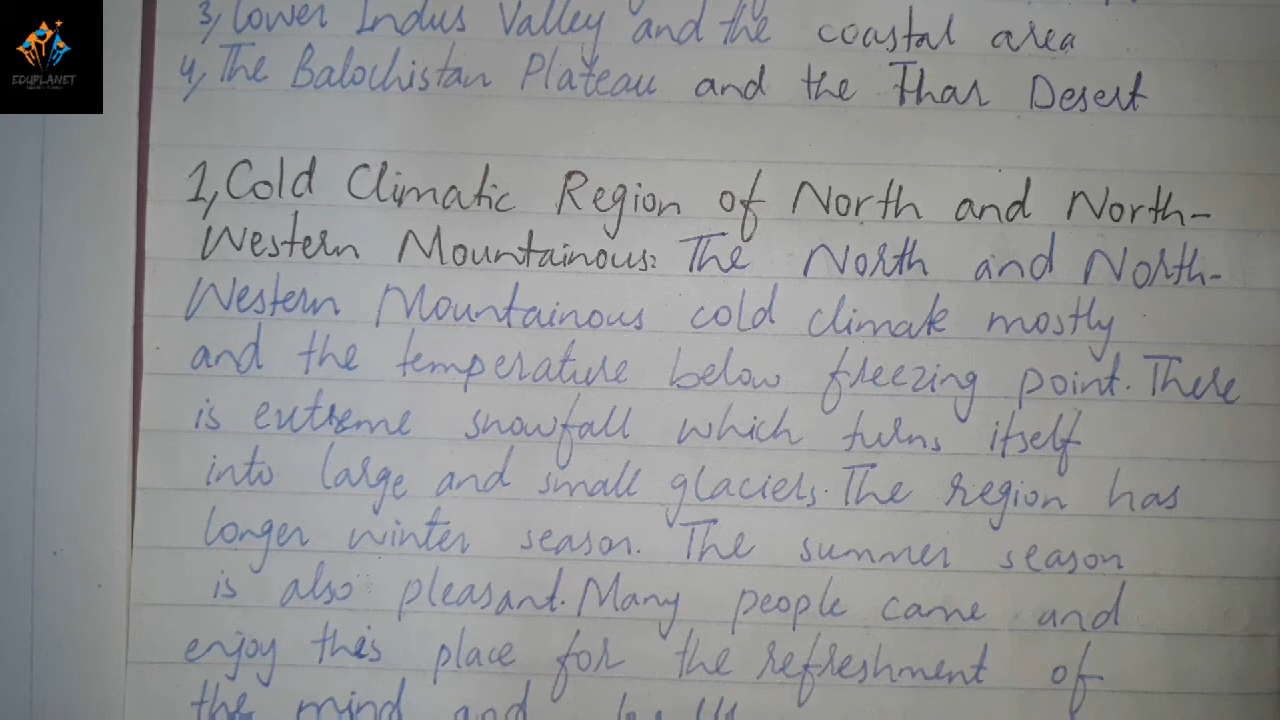 EDUPLANET
3, Lower Indus Valley and the coastal area
4, The Balochistan Plateau and the Thar Desert
1, Cold Climatic Region of North and North-
Western Mountainous: The North and North-
Western Mountainous cold climate mostly
and the temperature below freezing point. There
is extreme snowfall which turns itself
into large and small glaciers. The region has
longer winter season. The summer season
is also pleasant. Many people came and
enjoy this place for the refreshment of
the mind and